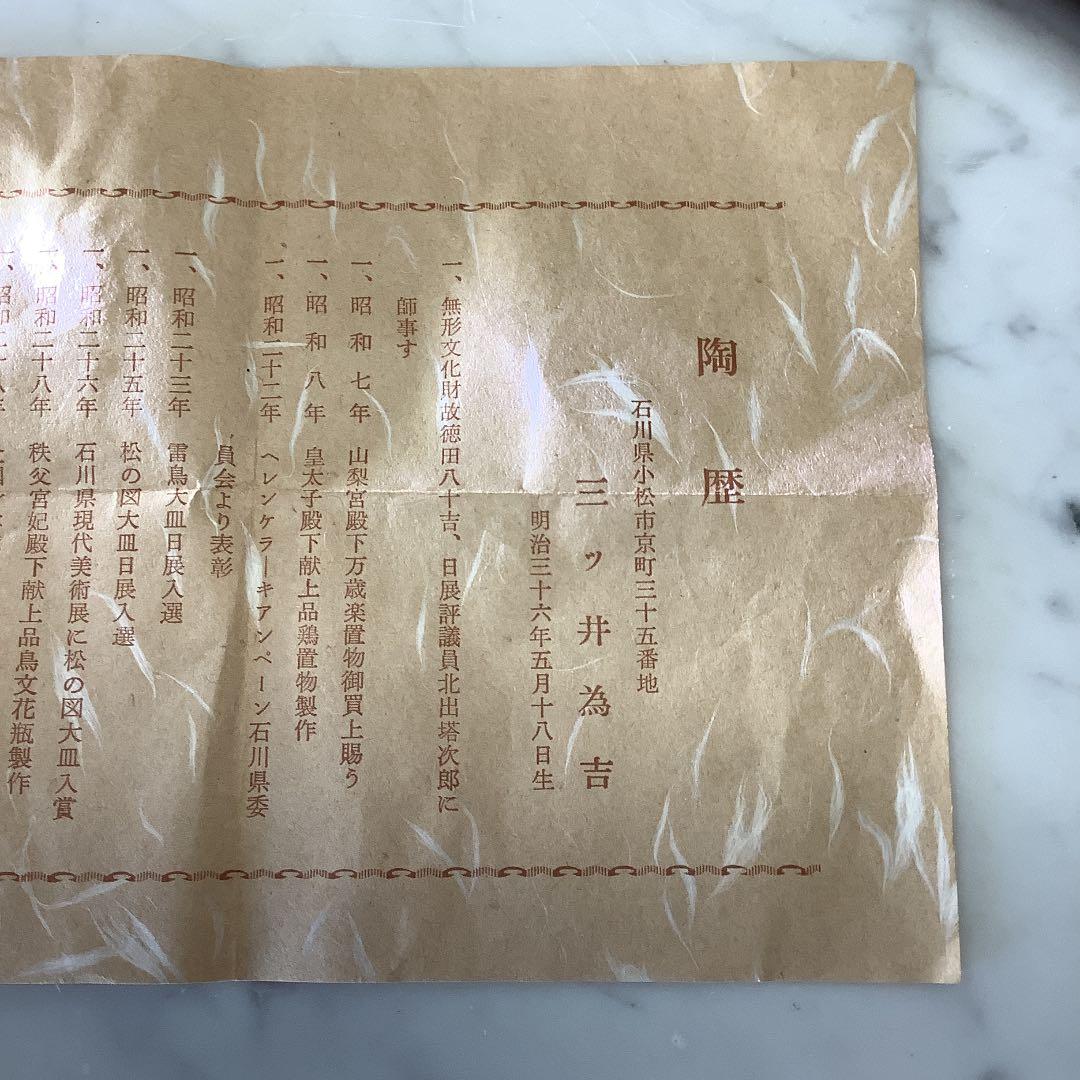 陶歴
石川県小松市京町三十五番地
三ッ井為吉
明治三十六年五月十八日生
一、無形文化財故徳田八十吉、日展評議員北出塔次郎に
師事す
一、昭和七年 山梨宮殿下万歳楽置物御買上賜う
一、昭和八年 皇太子殿下献上品鶏置物製作
一、昭和二十二年 ヘレンケラーキアンペーン石川県委
員会より表彰
一、昭和二十三年 雷鳥大皿日展入選
一、昭和二十五年 松の図大皿日展入選
一、昭和二十六年 石川県現代美術展に松の図大皿入賞
一、昭和二十八年 秩父宮妃殿下献上品鳥文花瓶製作
一、昭和二十八年